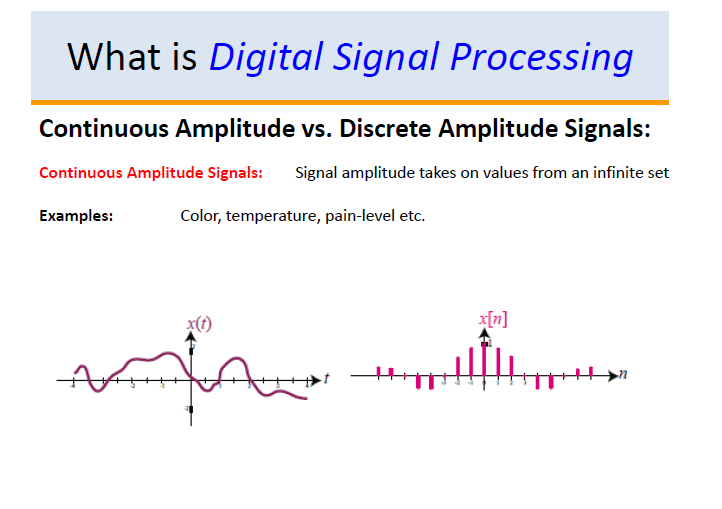 What is Digital Signal Processing
Continuous Amplitude vs. Discrete Amplitude Signals:
Continuous Amplitude Signals: Signal amplitude takes on values from an infinite set
Examples: Color, temperature, pain-level etc.
x(t)
x[n]
t
n